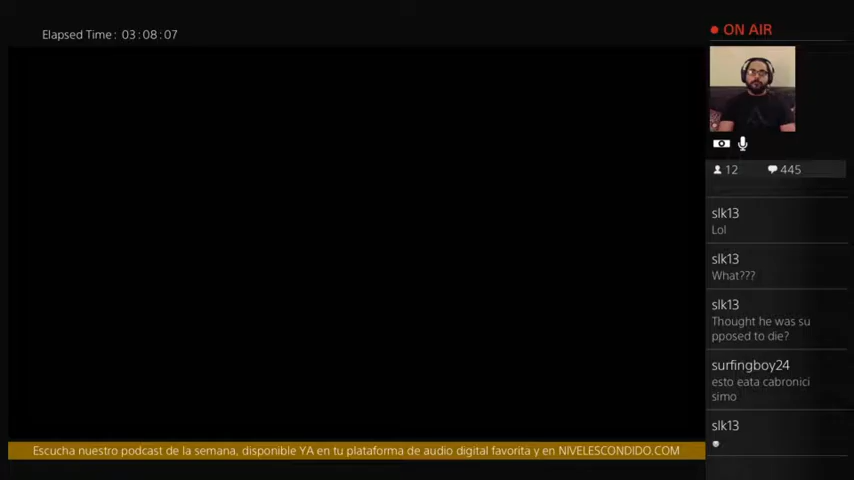 Elapsed Time: 03:08:07
ON AIR
12 445
slk13
Lol
slk13
What???
slk13
Thought he was su
pposed to die?
surfingboy24
esto eata cabronici
simo
slk13
Escucha nuestro podcast de la semana, disponible YA en tu plataforma de audio digital favorita y en NIVELESCONDIDO.COM